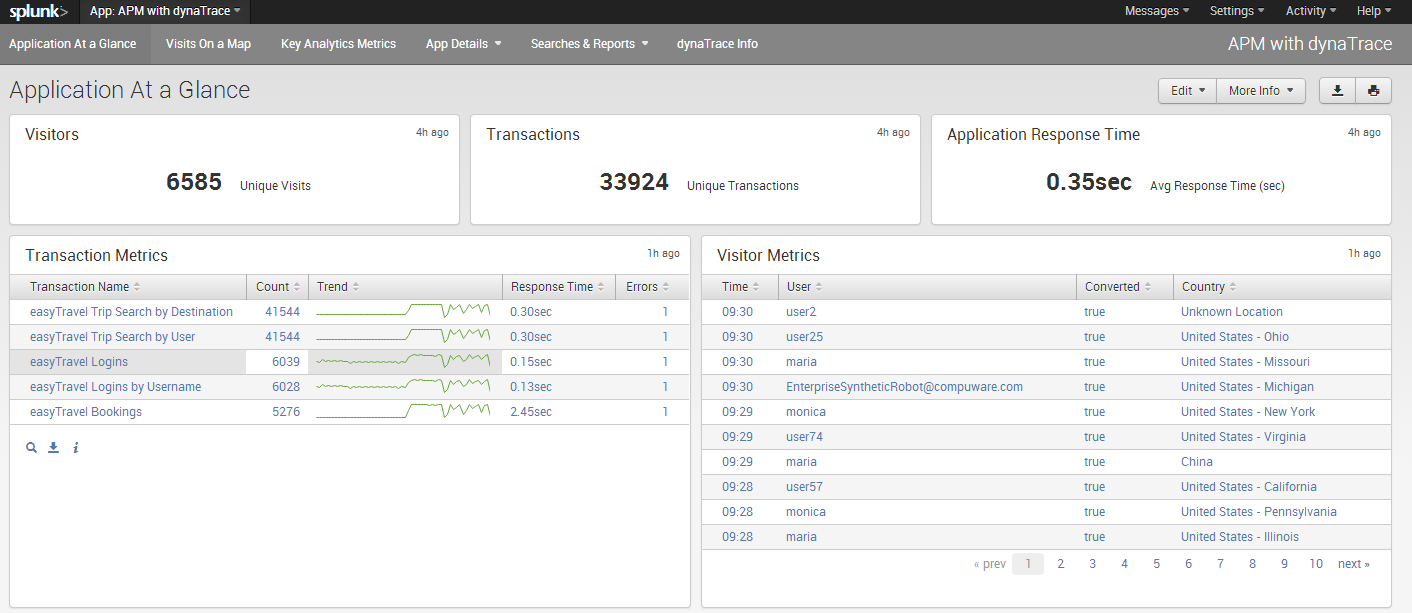 splunk> App: APM with dynaTrace Messages Settings Activity Help
Application At a Glance Visits On a Map Key Analytics Metrics App Details Searches & Reports dynaTrace Info APM with dynaTrace
Application At a Glance Edit More Info
Visitors 4h ago
6585 Unique Visits
Transactions 4h ago
33924 Unique Transactions
Application Response Time 4h ago
0.35sec Avg Response Time (sec)
Transaction Metrics 1h ago
Transaction Name Count Trend Response Time Errors
easyTravel Trip Search by Destination 41544 0.30sec 1
easyTravel Trip Search by User 41544 0.30sec 1
easyTravel Logins 6039 0.15sec 1
easyTravel Logins by Username 6028 0.13sec 1
easyTravel Bookings 5276 2.45sec 1
i
Visitor Metrics 1h ago
Time User Converted Country
09:30 user2 true Unknown Location
09:30 user25 true United States - Ohio
09:30 maria true United States - Missouri
09:30 EnterpriseSyntheticRobot@compuware.com true United States - Michigan
09:29 monica true United States - New York
09:29 user74 true United States - Virginia
09:29 maria true China
09:28 user57 true United States - California
09:28 monica true United States - Pennsylvania
09:28 maria true United States - Illinois
« prev 1 2 3 4 5 6 7 8 9 10 next »